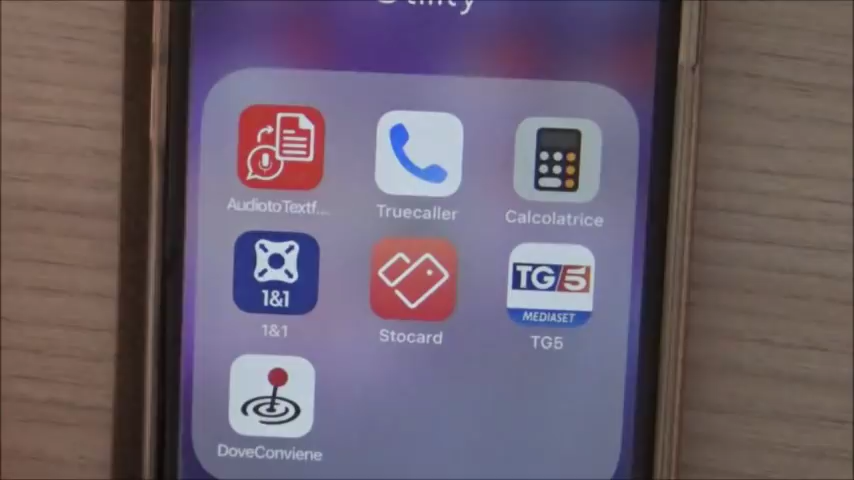 AudiotoTextf...
Truecaller
Calcolatrice
1&1
1&1
Stocard
TG5
MEDIASET
TG5
DoveConviene